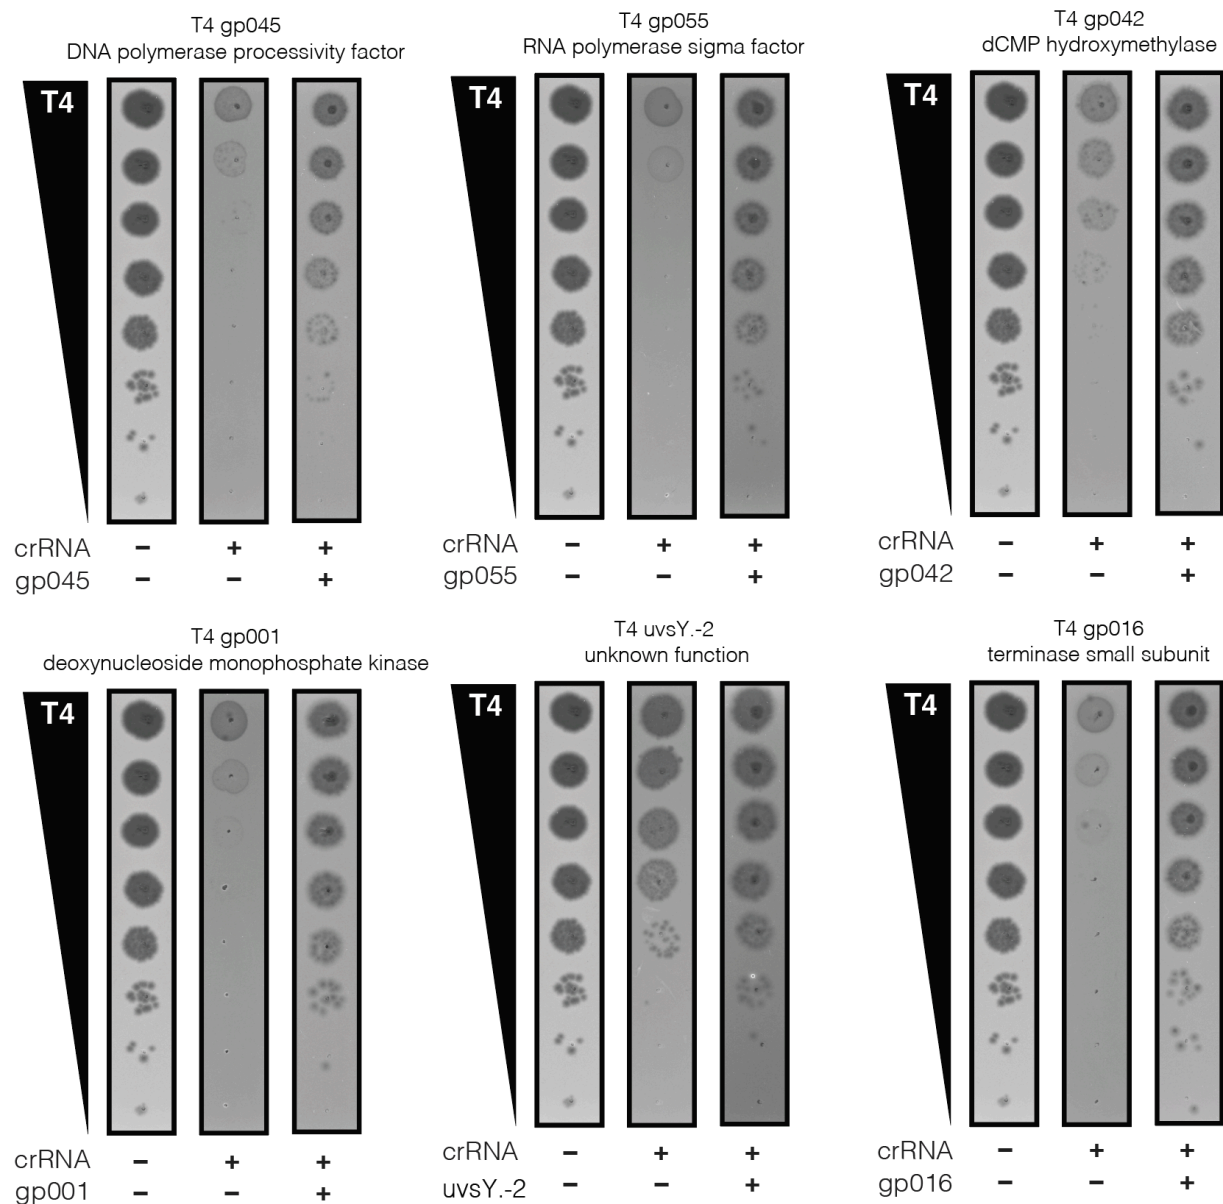 T4 gp045
DNA polymerase processivity factor
T4
crRNA − + +
gp045 − − +
T4 gp055
RNA polymerase sigma factor
T4
crRNA − + +
gp055 − − +
T4 gp042
dCMP hydroxymethylase
T4
crRNA − + +
gp042 − − +
T4 gp001
deoxynucleoside monophosphate kinase
T4
crRNA − + +
gp001 − − +
T4 uvsY.-2
unknown function
T4
crRNA − + +
uvsY.-2 − − +
T4 gp016
terminase small subunit
T4
crRNA − + +
gp016 − − +